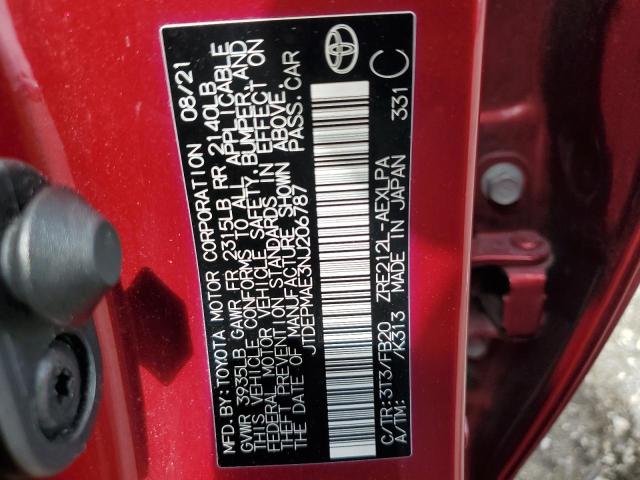 MFD. BY: TOYOTA MOTOR CORPORATION 08/21
GVWR 3935LB GAWR FR 2315LB RR 2140LB
THIS VEHICLE CONFORMS TO ALL APPLICABLE
FEDERAL MOTOR VEHICLE SAFETY, BUMPER, AND
THEFT PREVENTION STANDARDS IN EFFECT ON
THE DATE OF MANUFACTURE SHOWN ABOVE.
JTDEPMAE3NJ206787 PASS. CAR
C/TR: 3T3/FB20 ZRE212L-AEXLPA
A/TM: /K313 MADE IN JAPAN 331 C